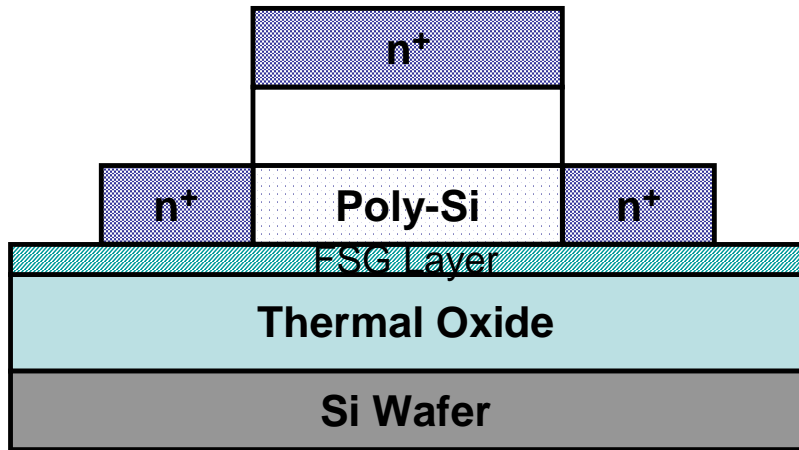 n⁺
n⁺ Poly-Si n⁺
FSG Layer
Thermal Oxide
Si Wafer